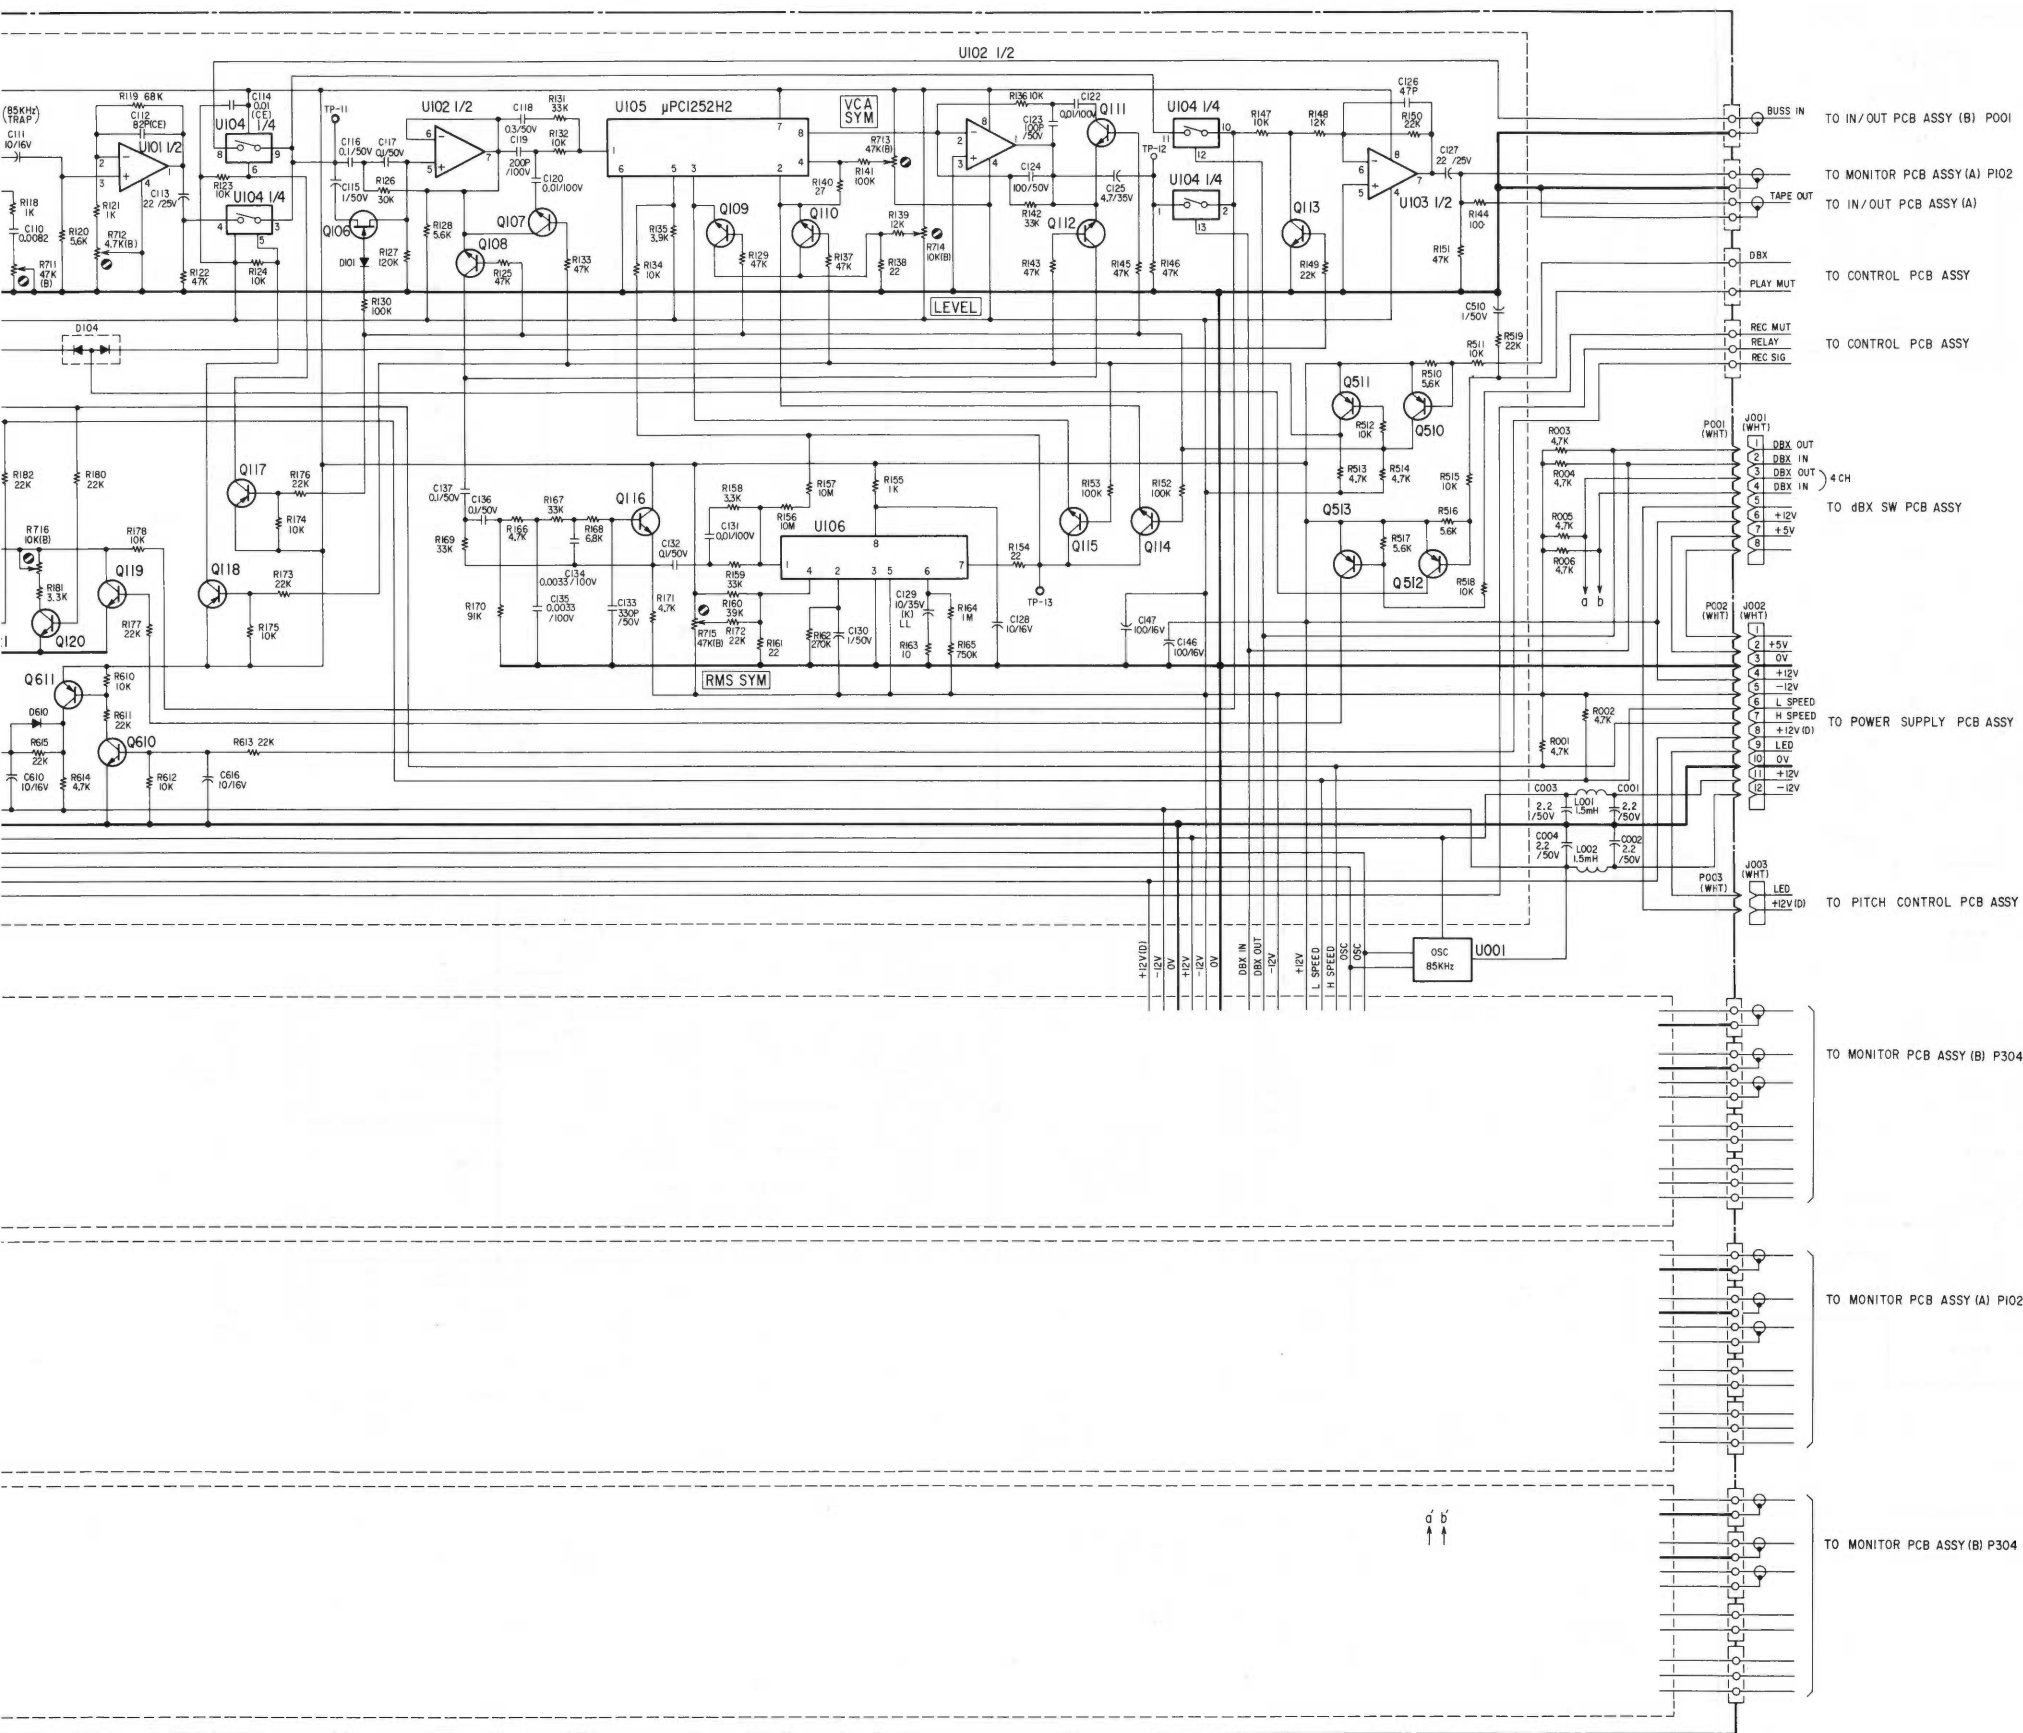 U102 1/2
(85KHz)
TRAP)
C111
10/16V
R119 68K
C112
82P(CE)
U101 1/2
C114
0.01
(CE)
U104 1/4
TP-11
C116
0.1/50V
C117
0.1/50V
U102 1/2
C118
0.3/50V
R131
33K
C119
200P
/100V
R132
10K
C120
0.01/100V
U105 µPC1252H2
VCA
SYM
R713
47K(B)
R136 10K
C122
0.01/100V
Q111
C123
100P
/50V
U104 1/4
R147
10K
R148
12K
C126
47P
R150
22K
C127
22 /25V
U103 1/2
BUSS IN
TO IN/OUT PCB ASSY (B) P001
TO MONITOR PCB ASSY (A) P102
TAPE OUT
TO IN/OUT PCB ASSY (A)
R118
1K
C110
0.0082
R711
47K
(B)
R120
5.6K
R121
1K
R712
4.7K(B)
C113
22 /25V
R122
47K
R123
10K
U104 1/4
R124
10K
C115
1/50V
R126
30K
Q106
D101
R127
120K
R130
100K
R128
5.6K
Q108
R125
47K
Q107
R133
47K
R134
10K
R135
3.9K
Q109
R129
47K
R140
27
R141
100K
Q110
R137
47K
R139
12K
R138
22
R714
10K(B)
LEVEL
C124
100/50V
R142
33K
Q112
R143
47K
C125
4.7/35V
TP-12
R145
47K
R146
47K
U104 1/4
Q113
R149
22K
R144
100
R151
47K
C510
1/50V
R519
22K
DBX
PLAY MUT
TO CONTROL PCB ASSY
REC MUT
RELAY
REC SIG
TO CONTROL PCB ASSY
D104
R511
10K
R510
5.6K
Q511
R512
10K
Q510
R513
4.7K
R514
4.7K
R515
10K
Q513
R516
5.6K
R517
5.6K
Q512
R518
10K
P001
(WHT)
J001
(WHT)
R003
4.7K
R004
4.7K
R005
4.7K
R006
4.7K
a b
1 DBX OUT
2 DBX IN
3 DBX OUT
4 DBX IN
4 CH
5
6 +12V
7 +5V
8
TO dBX SW PCB ASSY
R182
22K
R180
22K
R716
10K(B)
R178
10K
R181
3.3K
Q119
R177
22K
Q120
Q117
R176
22K
R174
10K
Q118
R173
22K
R175
10K
C137
0.1/50V
C136
0.1/50V
R169
33K
R166
4.7K
R167
33K
R168
6.8K
Q116
C134
0.0033/100V
R170
91K
C135
0.0033
/100V
C133
330P
/50V
R171
4.7K
C132
0.1/50V
R158
3.3K
C131
0.01/100V
R156
10M
R157
10M
U106
R155
1K
R159
33K
R160
39K
R715
47K(B)
R172
22K
R161
22
R162
270K
C130
1/50V
C129
10/35V
(K)
LL
R163
10
R164
1M
R165
750K
C128
10/16V
R154
22
TP-13
R153
100K
Q115
R152
100K
Q114
C147
100/16V
C146
100/16V
RMS SYM
P002
(WHT)
J002
(WHT)
1
2 +5V
3 0V
4 +12V
5 -12V
6 L SPEED
7 H SPEED
8 +12V(D)
9 LED
10 0V
11 +12V
12 -12V
TO POWER SUPPLY PCB ASSY
Q611
R610
10K
D610
R611
22K
R615
22K
Q610
C610
10/16V
R614
4.7K
R612
10K
R613 22K
C616
10/16V
R002
4.7K
R001
4.7K
C003
2.2
/50V
L001
1.5mH
C001
2.2
/50V
C004
2.2
/50V
L002
1.5mH
C002
2.2
/50V
P003
(WHT)
J003
(WHT)
LED
+12V(D)
TO PITCH CONTROL PCB ASSY
+12V(D)
-12V
0V
+12V
-12V
0V
DBX IN
DBX OUT
-12V
+12V
L SPEED
H SPEED
OSC
OSC
OSC
85KHz
U001
TO MONITOR PCB ASSY (B) P304
TO MONITOR PCB ASSY (A) P102
a' b'
TO MONITOR PCB ASSY (B) P304